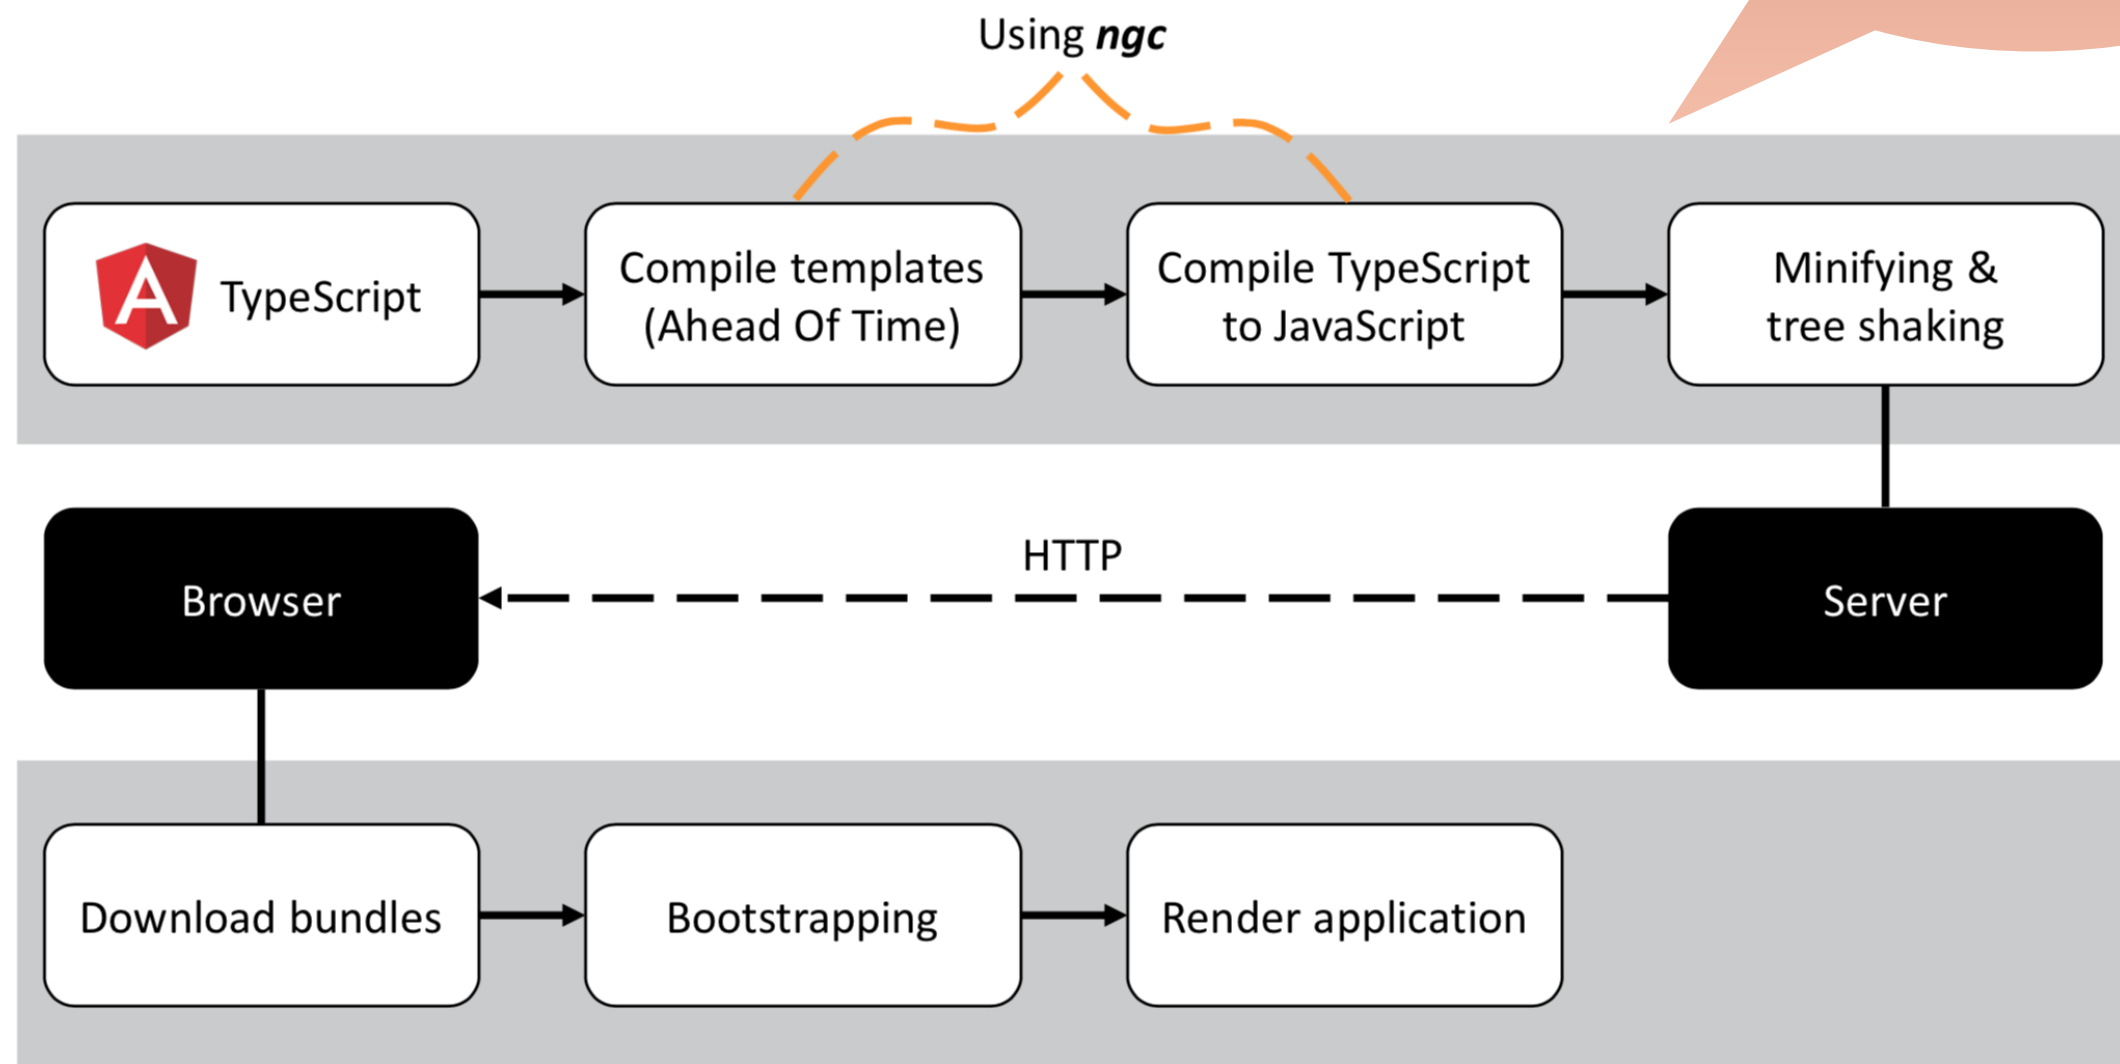 Using ngc
TypeScript
Compile templates
(Ahead Of Time)
Compile TypeScript
to JavaScript
Minifying &
tree shaking
Browser
HTTP
Server
Download bundles
Bootstrapping
Render application